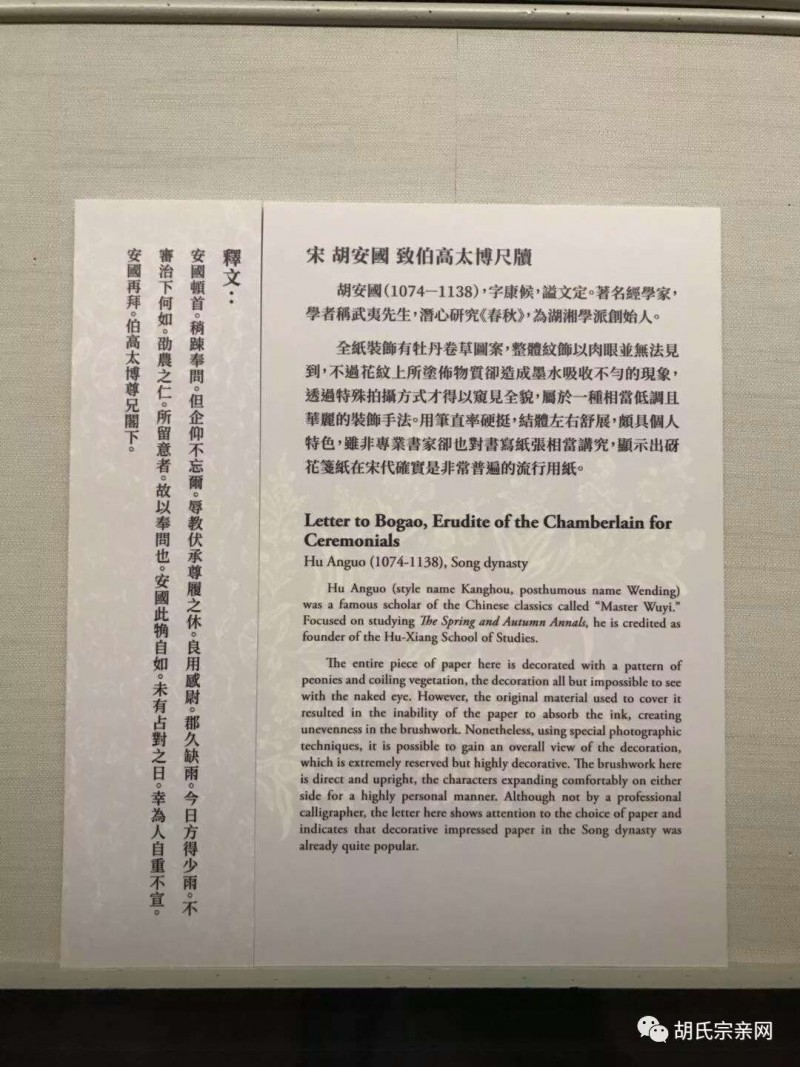 宋 胡安國 致伯高太博尺牘
胡安國(1074—1138),字康候,諡文定。著名經學家,
學者稱武夷先生,潛心研究《春秋》,為湖湘學派創始人。
全紙裝飾有牡丹卷草圖案,整體紋飾以肉眼並無法見
到,不過花紋上所塗佈物質卻造成墨水吸收不勻的現象,
透過特殊拍攝方式才得以窺見全貌,屬於一種相當低調且
華麗的裝飾手法。用筆直率硬挺,結體左右舒展,頗具個人
特色,雖非專業書家卻也對書寫紙張相當講究,顯示出砑
花箋紙在宋代確實是非常普遍的流行用紙。
Letter to Bogao, Erudite of the Chamberlain for
Ceremonials
Hu Anguo (1074-1138), Song dynasty
Hu Anguo (style name Kanghou, posthumous name Wending)
was a famous scholar of the Chinese classics called “Master Wuyi.”
Focused on studying The Spring and Autumn Annals, he is credited as
founder of the Hu-Xiang School of Studies.
The entire piece of paper here is decorated with a pattern of
peonies and coiling vegetation, the decoration all but impossible to see
with the naked eye. However, the original material used to cover it
resulted in the inability of the paper to absorb the ink, creating
unevenness in the brushwork. Nonetheless, using special photographic
techniques, it is possible to gain an overall view of the decoration,
which is extremely reserved but highly decorative. The brushwork here
is direct and upright, the characters expanding comfortably on either
side for a highly personal manner. Although not by a professional
calligrapher, the letter here shows attention to the choice of paper and
indicates that decorative impressed paper in the Song dynasty was
already quite popular.
釋文:
安國頓首。稍踈奉問。但企仰不忘爾。辱教伏承尊履之休。良用感尉。郡久缺雨。今日方得少雨。不
審治下何如。劭農之仁。所留意者。故以奉問也。安國此犕自如。未有占對之日。幸為人自重不宣。
安國再拜。伯高太博尊兄閣下。
胡氏宗亲网